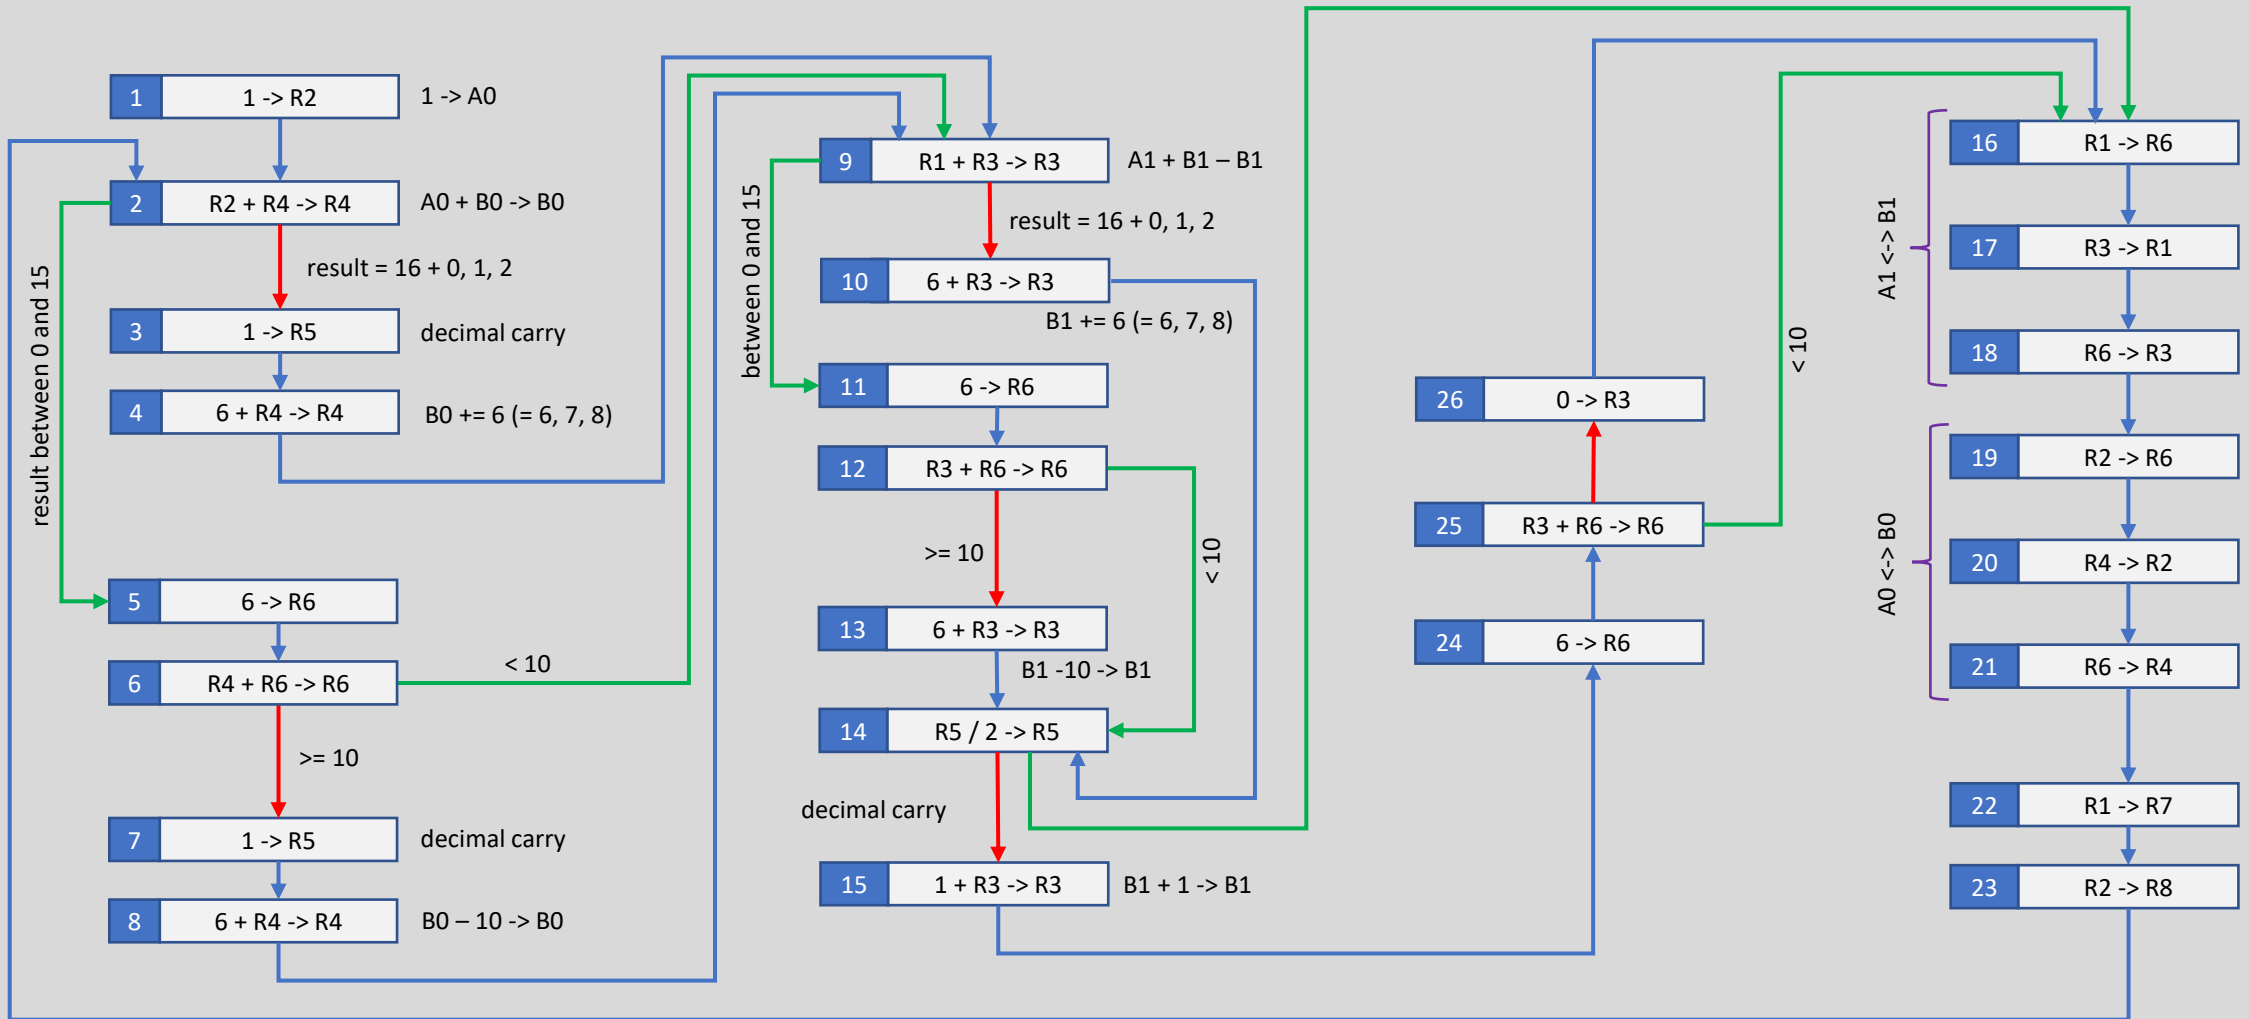 1 1 -> R2 1 -> A0
2 R2 + R4 -> R4 A0 + B0 -> B0
result = 16 + 0, 1, 2
result between 0 and 15
3 1 -> R5 decimal carry
4 6 + R4 -> R4 B0 += 6 (= 6, 7, 8)
5 6 -> R6
6 R4 + R6 -> R6
< 10
>= 10
7 1 -> R5 decimal carry
8 6 + R4 -> R4 B0 – 10 -> B0
9 R1 + R3 -> R3 A1 + B1 – B1
result = 16 + 0, 1, 2
between 0 and 15
10 6 + R3 -> R3
B1 += 6 (= 6, 7, 8)
11 6 -> R6
12 R3 + R6 -> R6
>= 10
< 10
13 6 + R3 -> R3
B1 -10 -> B1
14 R5 / 2 -> R5
decimal carry
15 1 + R3 -> R3 B1 + 1 -> B1
26 0 -> R3
25 R3 + R6 -> R6
< 10
24 6 -> R6
16 R1 -> R6
17 R3 -> R1
A1 <-> B1
18 R6 -> R3
19 R2 -> R6
20 R4 -> R2
A0 <-> B0
21 R6 -> R4
22 R1 -> R7
23 R2 -> R8